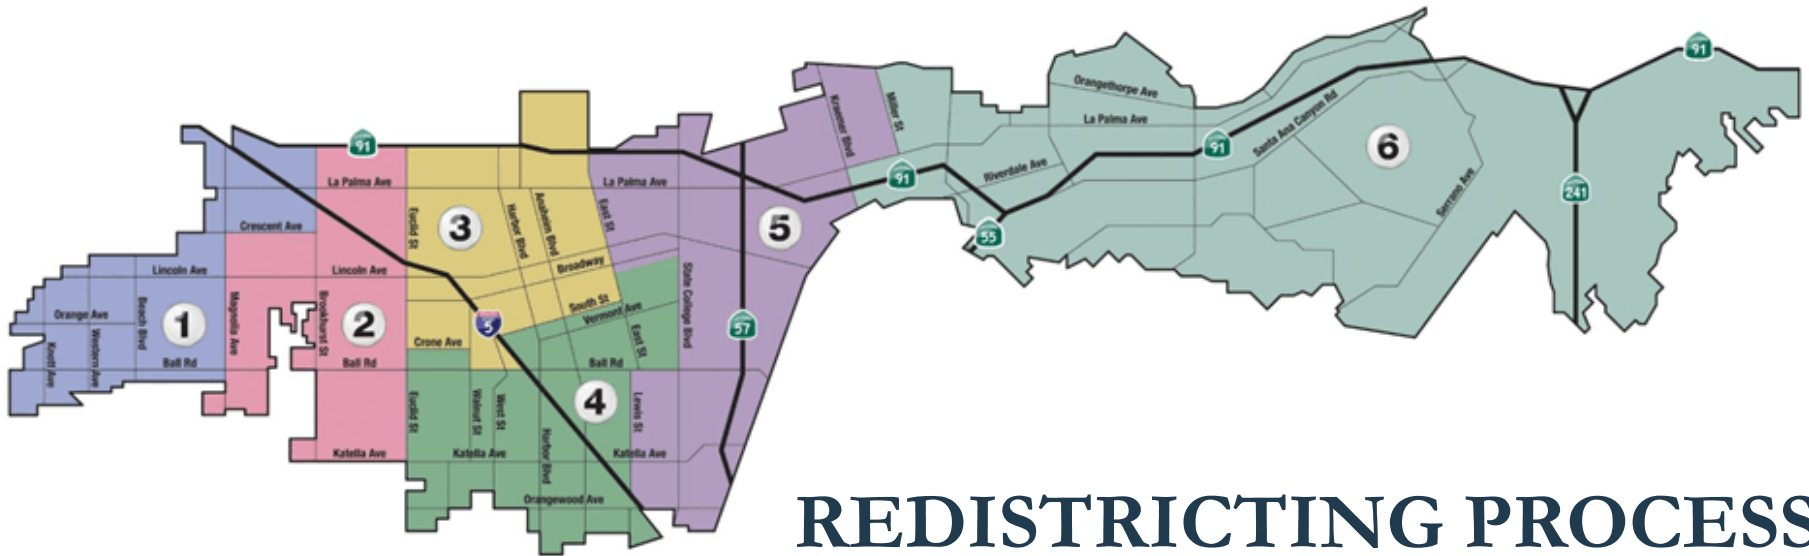 91
Orangethorpe Ave
La Palma Ave
Kraemer Blvd
Miller St
Santa Ana Canyon Rd
91
91
6
La Palma Ave
La Palma Ave
Riverdale Ave
91
241
Serrano Ave
Crescent Ave
Euclid St
3
Harbor Blvd
Anaheim Blvd
East St
5
55
Lincoln Ave
Lincoln Ave
Broadway
State College Blvd
South St
Vermont Ave
Orange Ave
Beach Blvd
1
Magnolia Ave
Brookhurst St
2
5
57
Western Ave
Knott Ave
Crone Ave
East St
Ball Rd
Ball Rd
Ball Rd
Euclid St
Walnut St
West St
4
Lewis St
Harbor Blvd
Katella Ave
Katella Ave
Katella Ave
Orangewood Ave
REDISTRICTING PROCESS